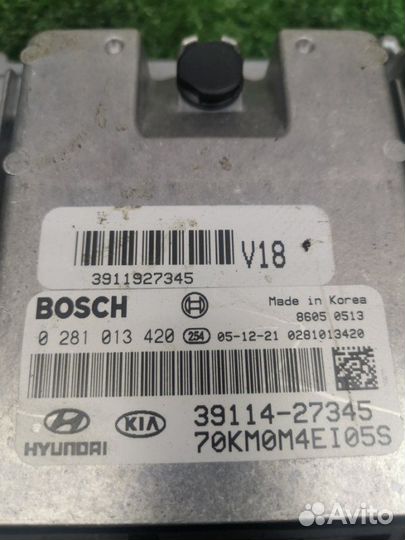 V18
3911927345
BOSCH
Made in Korea
8605 0513
0 281 013 420 254 05-12-21 0281013420
HYUNDAI KIA 39114-27345
70KM0M4EI05S
Avito